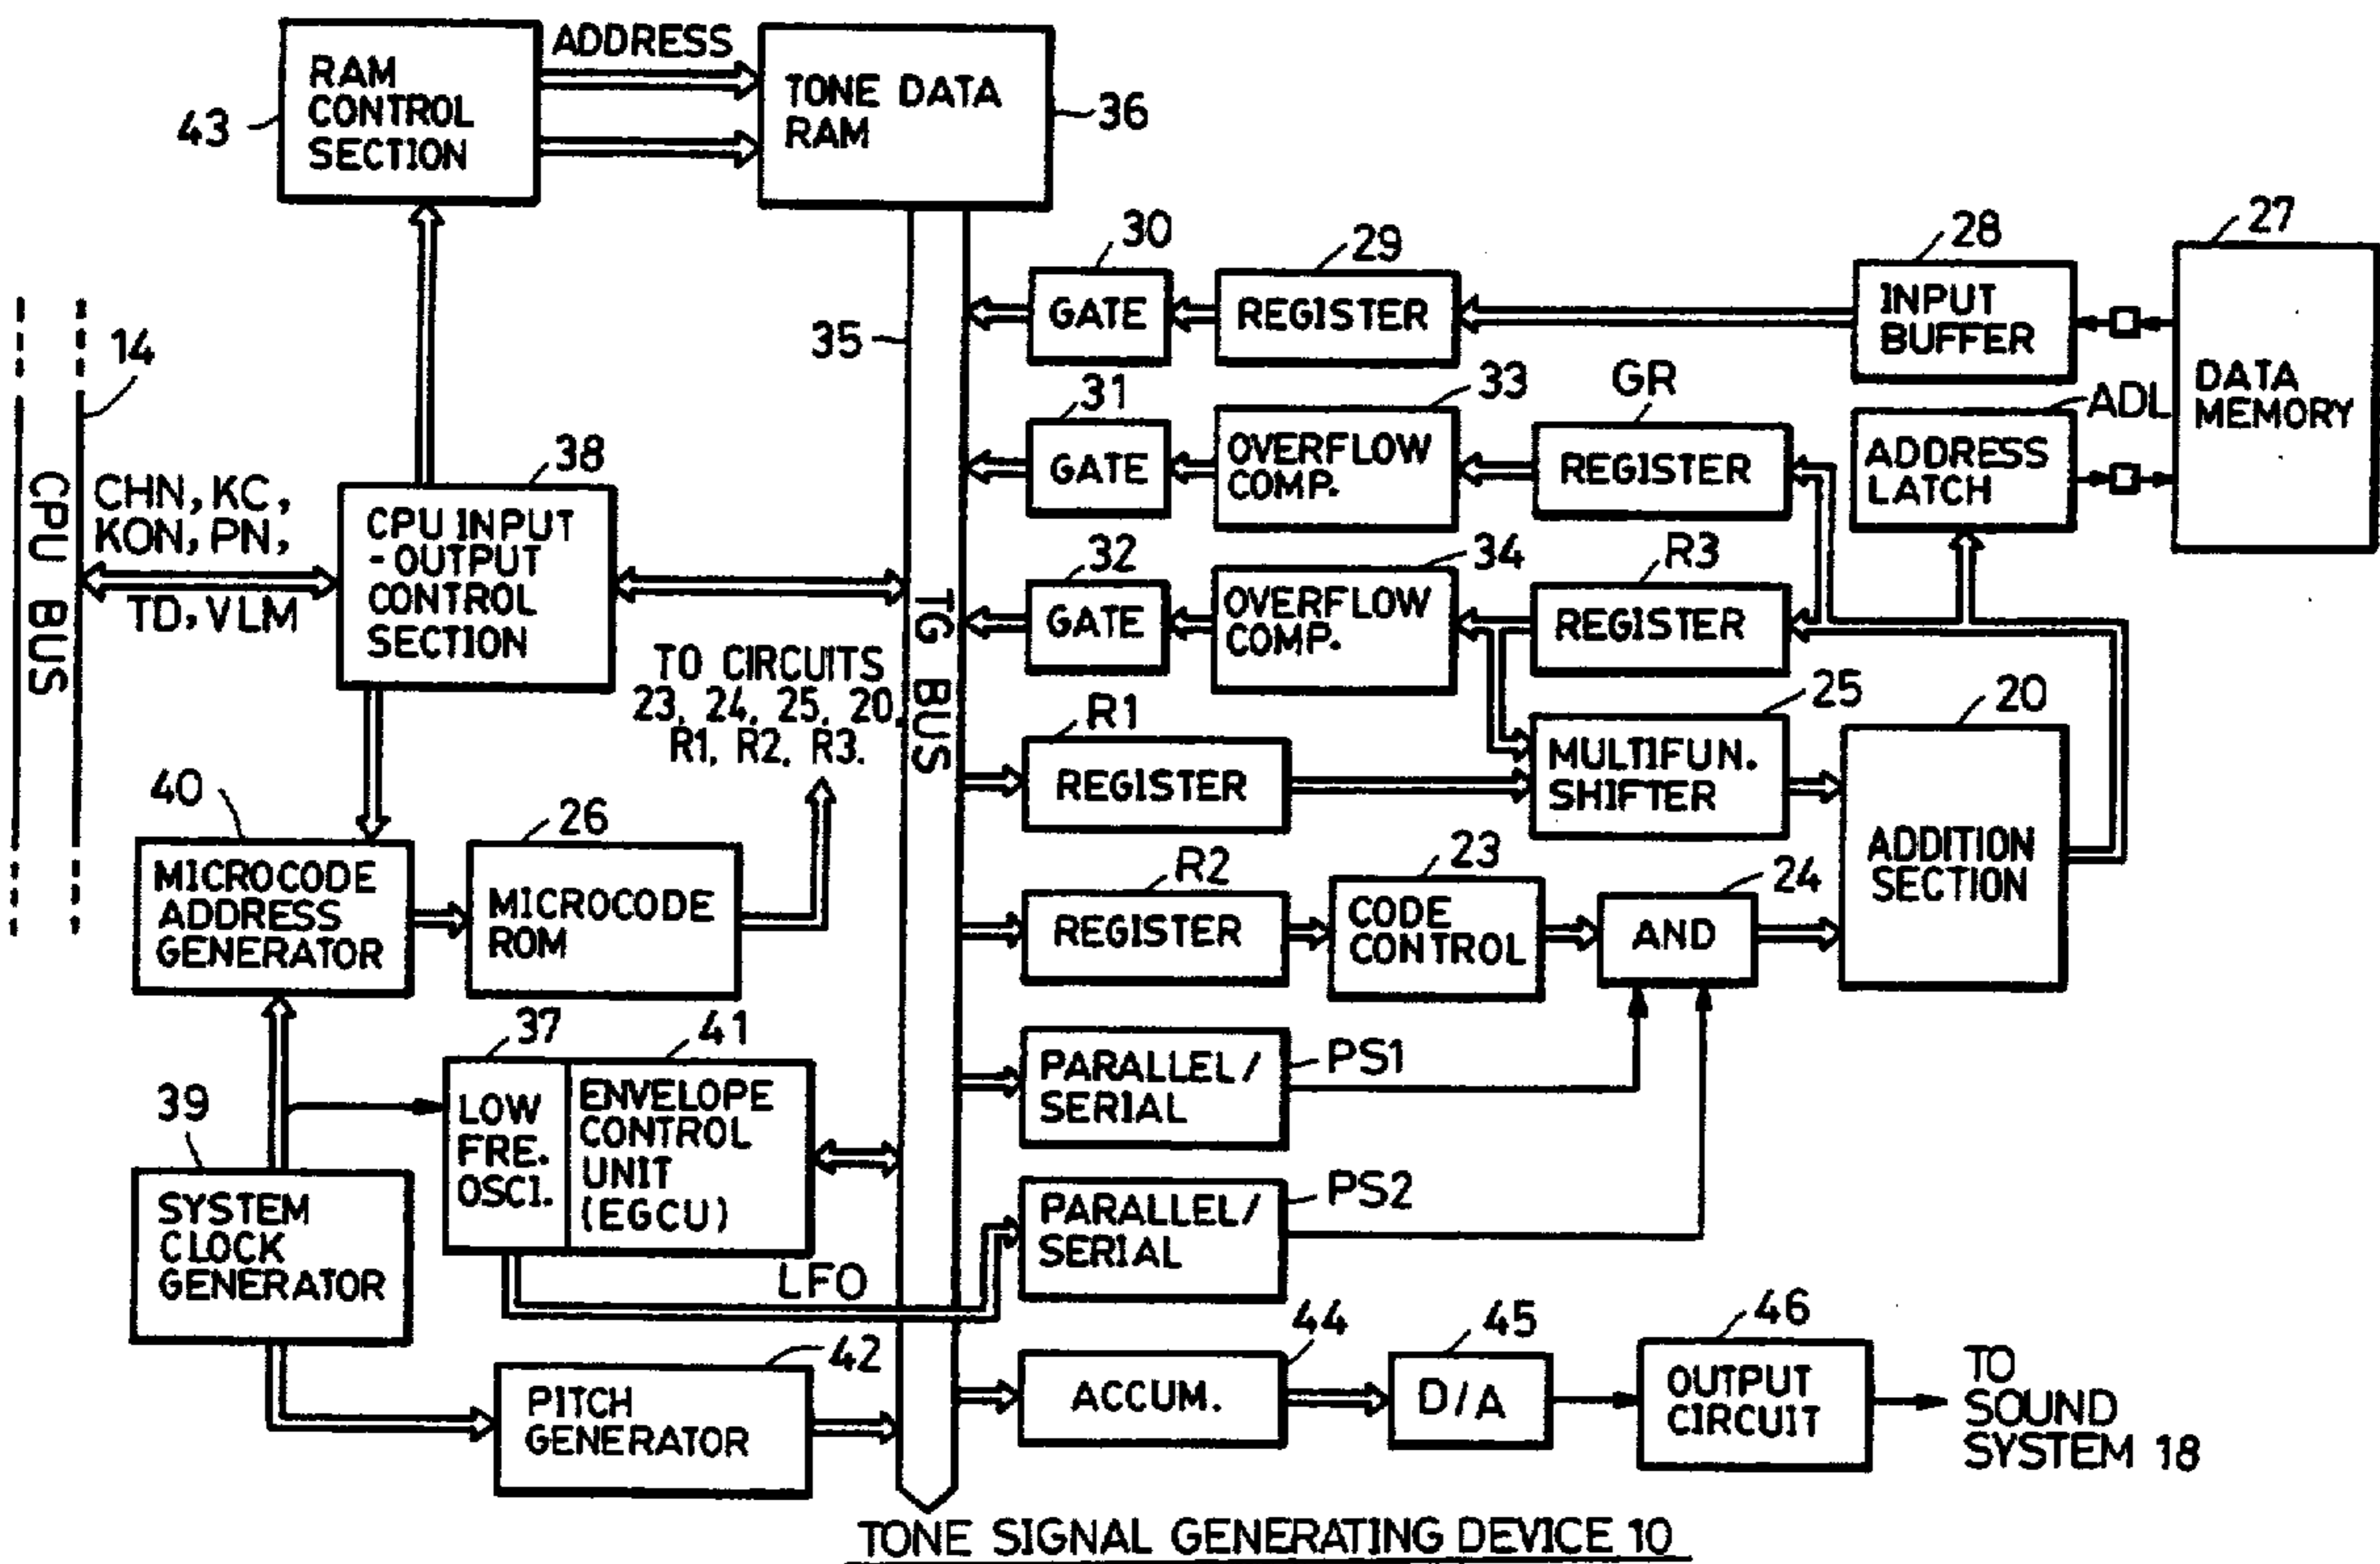 RAM
CONTROL
SECTION
43
ADDRESS
TONE DATA
RAM
36
30
GATE
29
REGISTER
28
INPUT
BUFFER
27
DATA
MEMORY
14
CPU BUS
CHN, KC,
KON, PN,
TD, VLM
38
CPU INPUT
-OUTPUT
CONTROL
SECTION
35
TG BUS
31
GATE
33
OVERFLOW
COMP.
GR
REGISTER
ADL
ADDRESS
LATCH
32
GATE
34
OVERFLOW
COMP.
R3
REGISTER
TO CIRCUITS
23, 24, 25, 20,
R1, R2, R3.
R1
REGISTER
25
MULTIFUN.
SHIFTER
20
ADDITION
SECTION
40
MICROCODE
ADDRESS
GENERATOR
26
MICROCODE
ROM
R2
REGISTER
23
CODE
CONTROL
24
AND
37
LOW
FRE.
OSCI.
41
ENVELOPE
CONTROL
UNIT
(EGCU)
PARALLEL/
SERIAL
PS1
39
SYSTEM
CLOCK
GENERATOR
PARALLEL/
SERIAL
PS2
LFO
42
PITCH
GENERATOR
44
ACCUM.
45
D/A
46
OUTPUT
CIRCUIT
TO
SOUND
SYSTEM 18
TONE SIGNAL GENERATING DEVICE 10